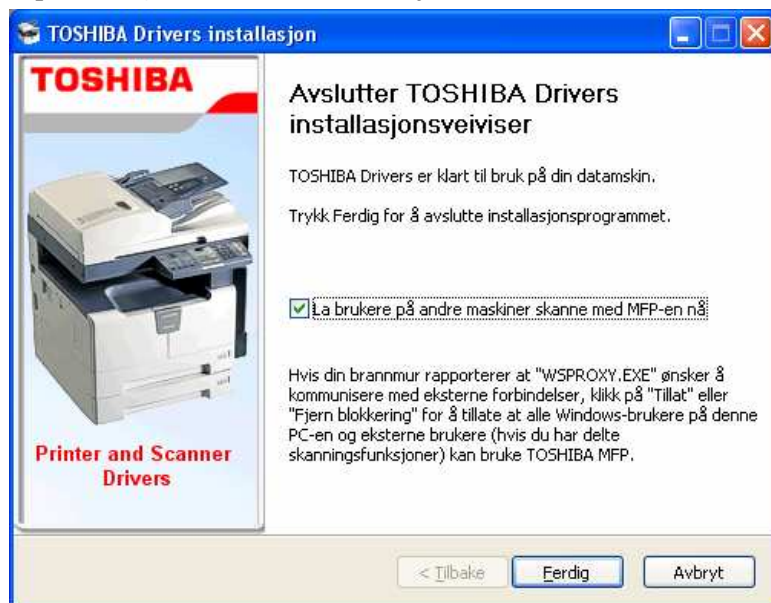 TOSHIBA Drivers installasjon
TOSHIBA
Printer and Scanner
Drivers
Avslutter TOSHIBA Drivers
installasjonsveiviser
TOSHIBA Drivers er klart til bruk på din datamskin.
Trykk Ferdig for å avslutte installasjonsprogrammet.
La brukere på andre maskiner skanne med MFP-en nå
Hvis din brannmur rapporterer at "WSPROXY.EXE" ønsker å
kommunisere med eksterne forbindelser, klikk på "Tillat" eller
"Fjern blokkering" for å tillate at alle Windows-brukere på denne
PC-en og eksterne brukere (hvis du har delte
skanningsfunksjoner) kan bruke TOSHIBA MFP.
< Tilbake
Ferdig
Avbryt